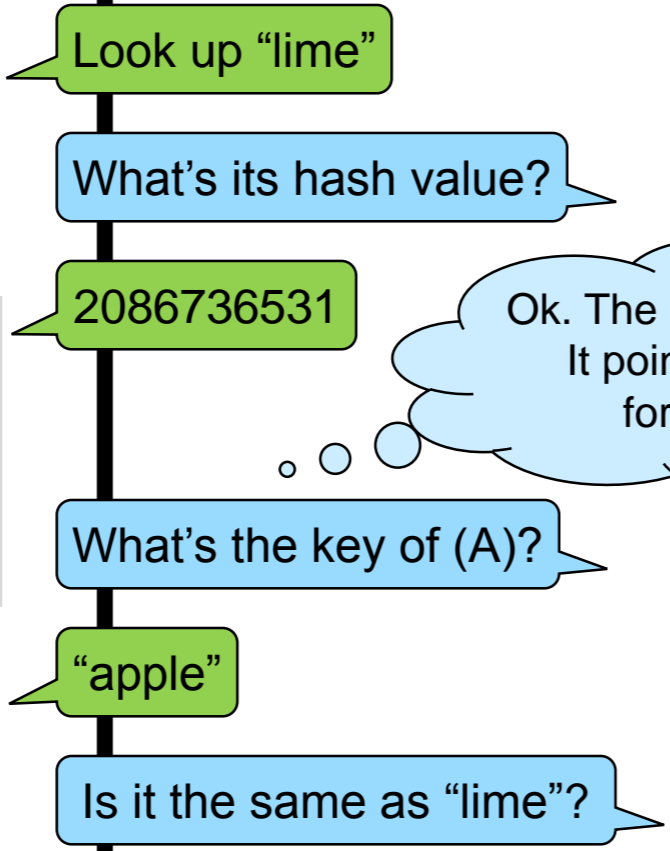 Look up “lime”
What’s its hash value?
2086736531
Ok. The
It
for
What’s the key of (A)?
“apple”
Is it the same as “lime”?